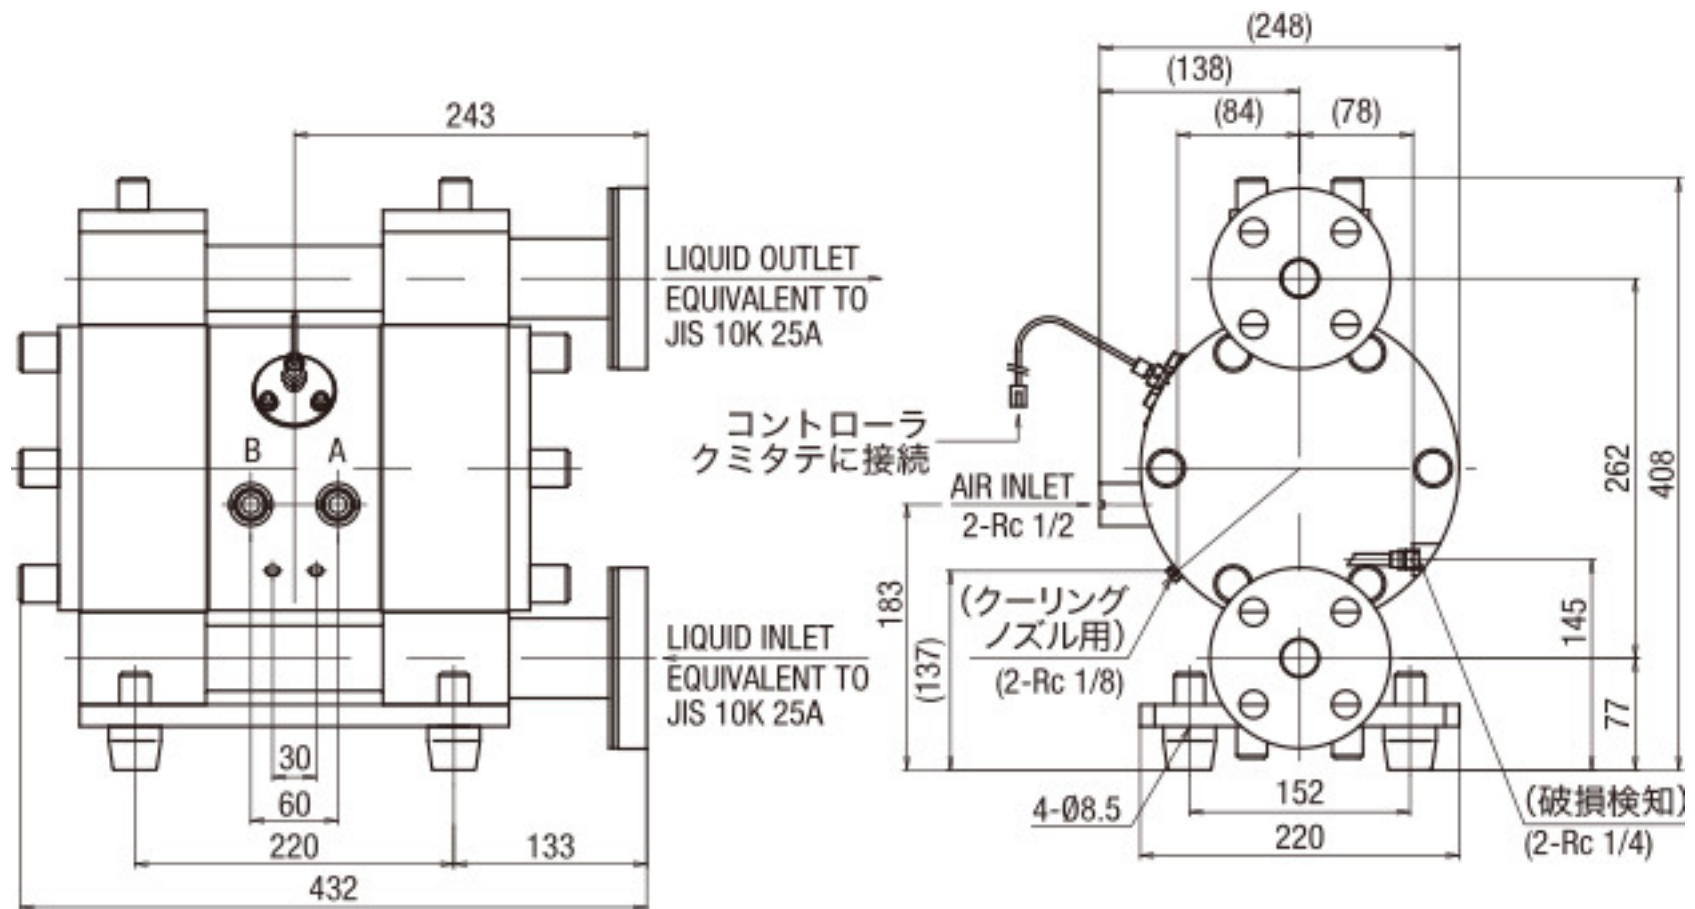 243
LIQUID OUTLET
EQUIVALENT TO
JIS 10K 25A
B
A
LIQUID INLET
EQUIVALENT TO
JIS 10K 25A
30
60
220
133
432
(248)
(138)
(84)
(78)
コントローラ
クミタテに接続
AIR INLET
2-Rc 1/2
183
(137)
(クーリング
ノズル用)
(2-Rc 1/8)
262
408
145
77
4-Ø8.5
152
220
(破損検知)
(2-Rc 1/4)